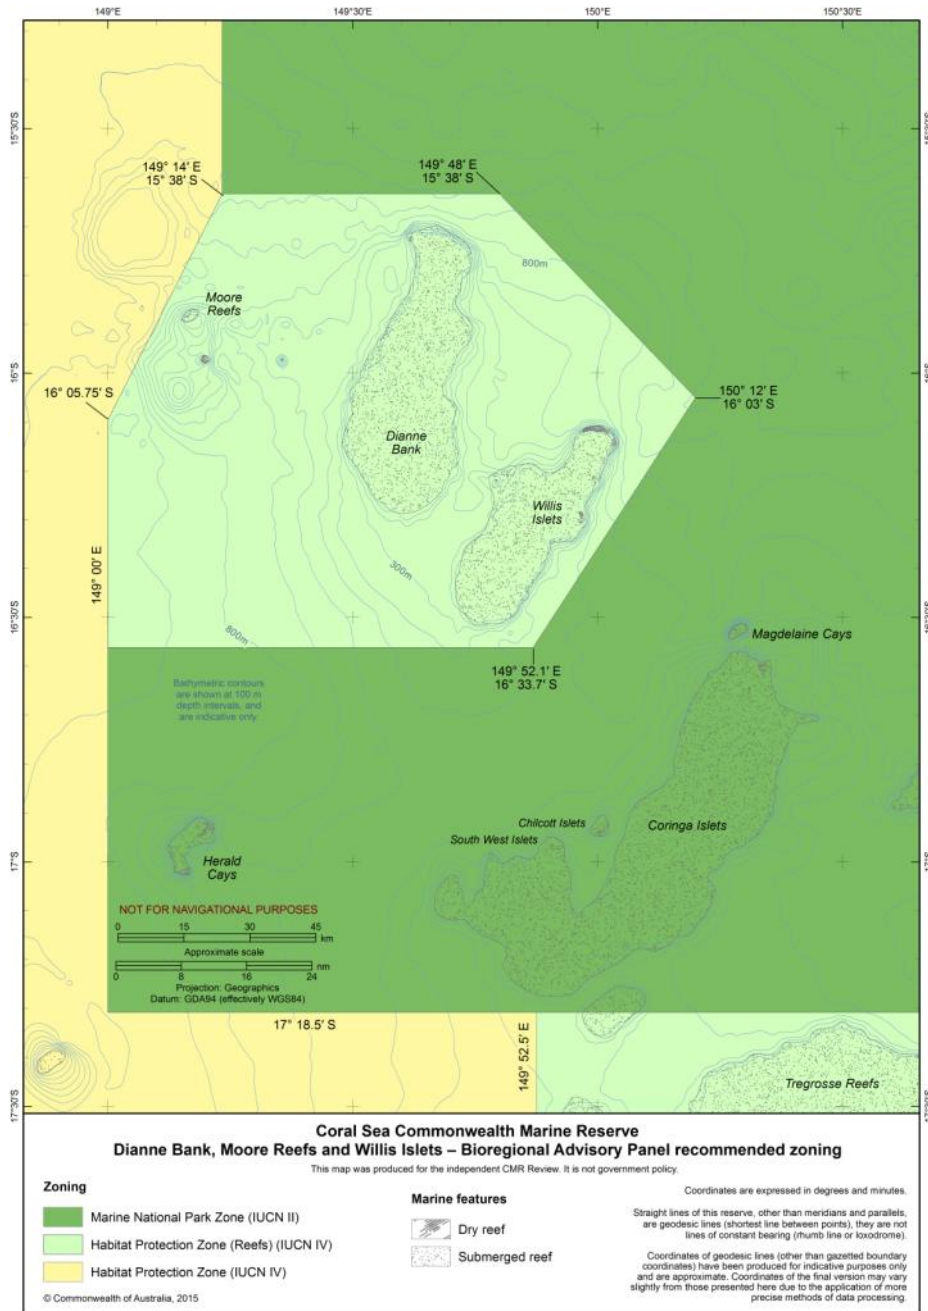 149°E
149°30'E
150°E
150°30'E
15°30'S
15°30'S
149° 14' E
15° 38' S
149° 48' E
15° 38' S
800m
Moore
Reefs
16°S
16°S
16° 05.75' S
150° 12' E
16° 03' S
Dianne
Bank
Willis
Islets
149° 00' E
300m
800m
16°30'S
16°30'S
Magdelaine Cays
149° 52.1' E
16° 33.7' S
Bathymetric contours
are shown at 100 m
depth intervals, and
are indicative only
Chilcott Islets
Coringa Islets
South West Islets
Herald
Cays
17°S
17°S
NOT FOR NAVIGATIONAL PURPOSES
0 15 30 45
km
Approximate scale
nm
0 8 16 24
Projection: Geographics
Datum: GDA94 (effectively WGS84)
17° 18.5' S
149° 52.5' E
Tregrosse Reefs
17°30'S
17°30'S
Coral Sea Commonwealth Marine Reserve
Dianne Bank, Moore Reefs and Willis Islets – Bioregional Advisory Panel recommended zoning
This map was produced for the independent CMR Review. It is not government policy.
Zoning
Marine National Park Zone (IUCN II)
Habitat Protection Zone (Reefs) (IUCN IV)
Habitat Protection Zone (IUCN IV)
© Commonwealth of Australia, 2015
Marine features
Dry reef
Submerged reef
Coordinates are expressed in degrees and minutes.
Straight lines of this reserve, other than meridians and parallels,
are geodesic lines (shortest line between points), they are not
lines of constant bearing (rhumb line or loxodrome).
Coordinates of geodesic lines (other than gazetted boundary
coordinates) have been produced for indicative purposes only
and are approximate. Coordinates of the final version may vary
slightly from those presented here due to the application of more
precise methods of data processing.